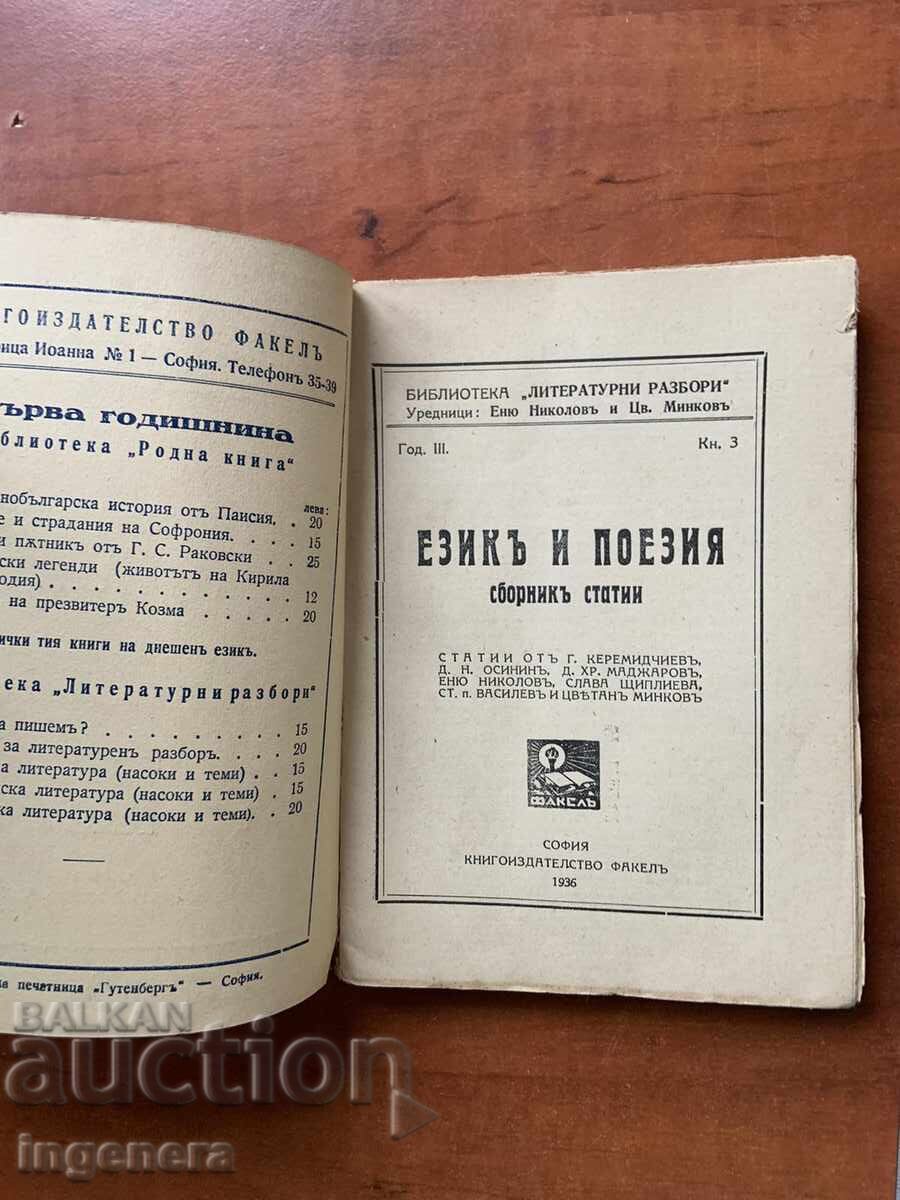 ГОИЗДАТЕЛСТВО ФАКЕЛЪ
рица Иоанна № 1 — София. Телефонъ 35-39
ърва годишнина
блиотека „Родна книга“
лева:
нобългарска история отъ Паисия. . 20
е и страдания на Софрония. . . . . 15
и пѫтникъ отъ Г. С. Раковски 25
ски легенди (животътъ на Кирила
одия) . . . . . . . . . . . . 12
на презвитеръ Козма . . . . . 20
ички тия книги на днешенъ езикъ.
ека „Литературни разбори“
а пишемъ? . . . . . . . . . 15
за литературенъ разборъ. . . . 20
а литература (насоки и теми) . . 15
ска литература (насоки и теми) . 15
ка литература (насоки и теми). . 20
а печатница „Гутенбергъ“ — София.
БИБЛИОТЕКА „ЛИТЕРАТУРНИ РАЗБОРИ“
Уредници: Еню Николовъ и Цв. Минковъ
Год. III. Кн. 3
ЕЗИКЪ И ПОЕЗИЯ
сборникъ статии
СТАТИИ ОТЪ Г. КЕРЕМИДЧИЕВЪ,
Д. Н. ОСИНИНЪ, Д. ХР. МАДЖАРОВЪ,
ЕНЮ НИКОЛОВЪ, СЛАВА ЩИПЛИЕВА,
СТ. п. ВАСИЛЕВЪ И ЦВѢТАНЪ МИНКОВЪ
ФАКЕЛЪ
СОФИЯ
КНИГОИЗДАТЕЛСТВО ФАКЕЛЪ
1936
BALKAN
auction
ingenera